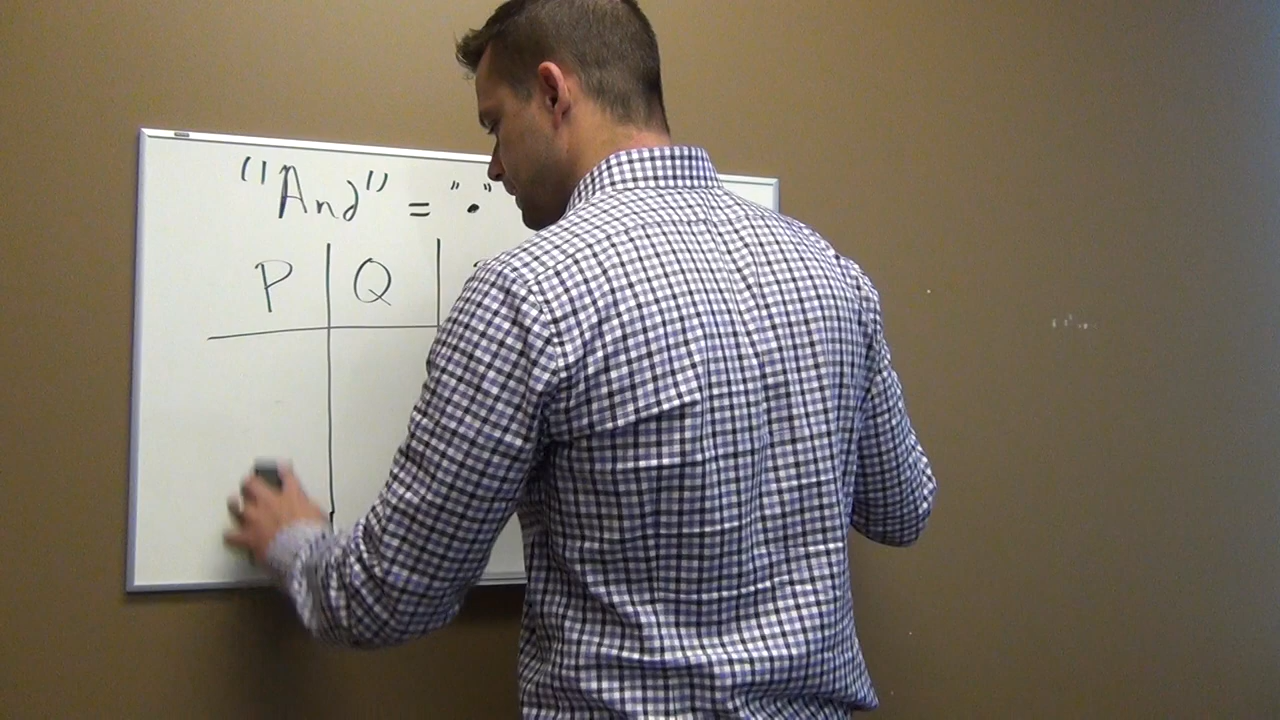 "And" = "•"
P Q